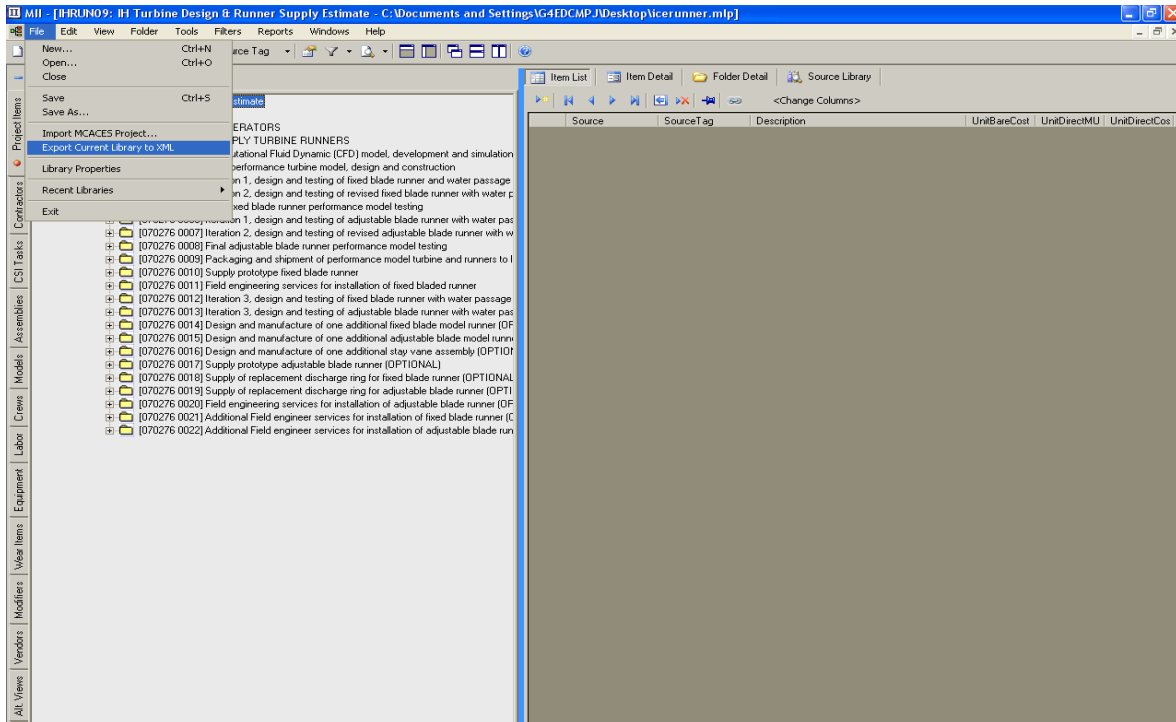 MII - [IHRUN09: IH Turbine Design & Runner Supply Estimate - C:\Documents and Settings\G4EDCMPJ\Desktop\icerunner.mlp]
File Edit View Folder Tools Filters Reports Windows Help
New... Ctrl+N
Open... Ctrl+O
Close
Save Ctrl+S
Save As...
Import MCACES Project...
Export Current Library to XML
Library Properties
Recent Libraries
Exit
Tag
Project Items
Contractors
CSI Tasks
Assemblies
Models
Crews
Labor
Equipment
Wear Items
Modifiers
Vendors
Alt. Views
stimate
ERATORS
PLY TURBINE RUNNERS
utational Fluid Dynamic (CFD) model, development and simulation
performance turbine model, design and construction
n 1, design and testing of fixed blade runner and water passage
n 2, design and testing of revised fixed blade runner with water p
xed blade runner performance model testing
Iteration 1, design and testing of adjustable blade runner with water pas
[070276 0007] Iteration 2, design and testing of revised adjustable blade runner with w
[070276 0008] Final adjustable blade runner performance model testing
[070276 0009] Packaging and shipment of performance model turbine and runners to l
[070276 0010] Supply prototype fixed blade runner
[070276 0011] Field engineering services for installation of fixed bladed runner
[070276 0012] Iteration 3, design and testing of fixed blade runner with water passage
[070276 0013] Iteration 3, design and testing of adjustable blade runner with water pas
[070276 0014] Design and manufacture of one additional fixed blade model runner (OP
[070276 0015] Design and manufacture of one additional adjustable blade model runn
[070276 0016] Design and manufacture of one additional stay vane assembly (OPTION
[070276 0017] Supply prototype adjustable blade runner (OPTIONAL)
[070276 0018] Supply of replacement discharge ring for fixed blade runner (OPTIONAL
[070276 0019] Supply of replacement discharge ring for adjustable blade runner (OPTI
[070276 0020] Field engineering services for installation of adjustable blade runner (OP
[070276 0021] Additional Field engineer services for installation of fixed blade runner (O
[070276 0022] Additional Field engineer services for installation of adjustable blade run
Item List Item Detail Folder Detail Source Library
<Change Columns>
Source SourceTag Description UnitBareCost UnitDirectMU UnitDirectCos